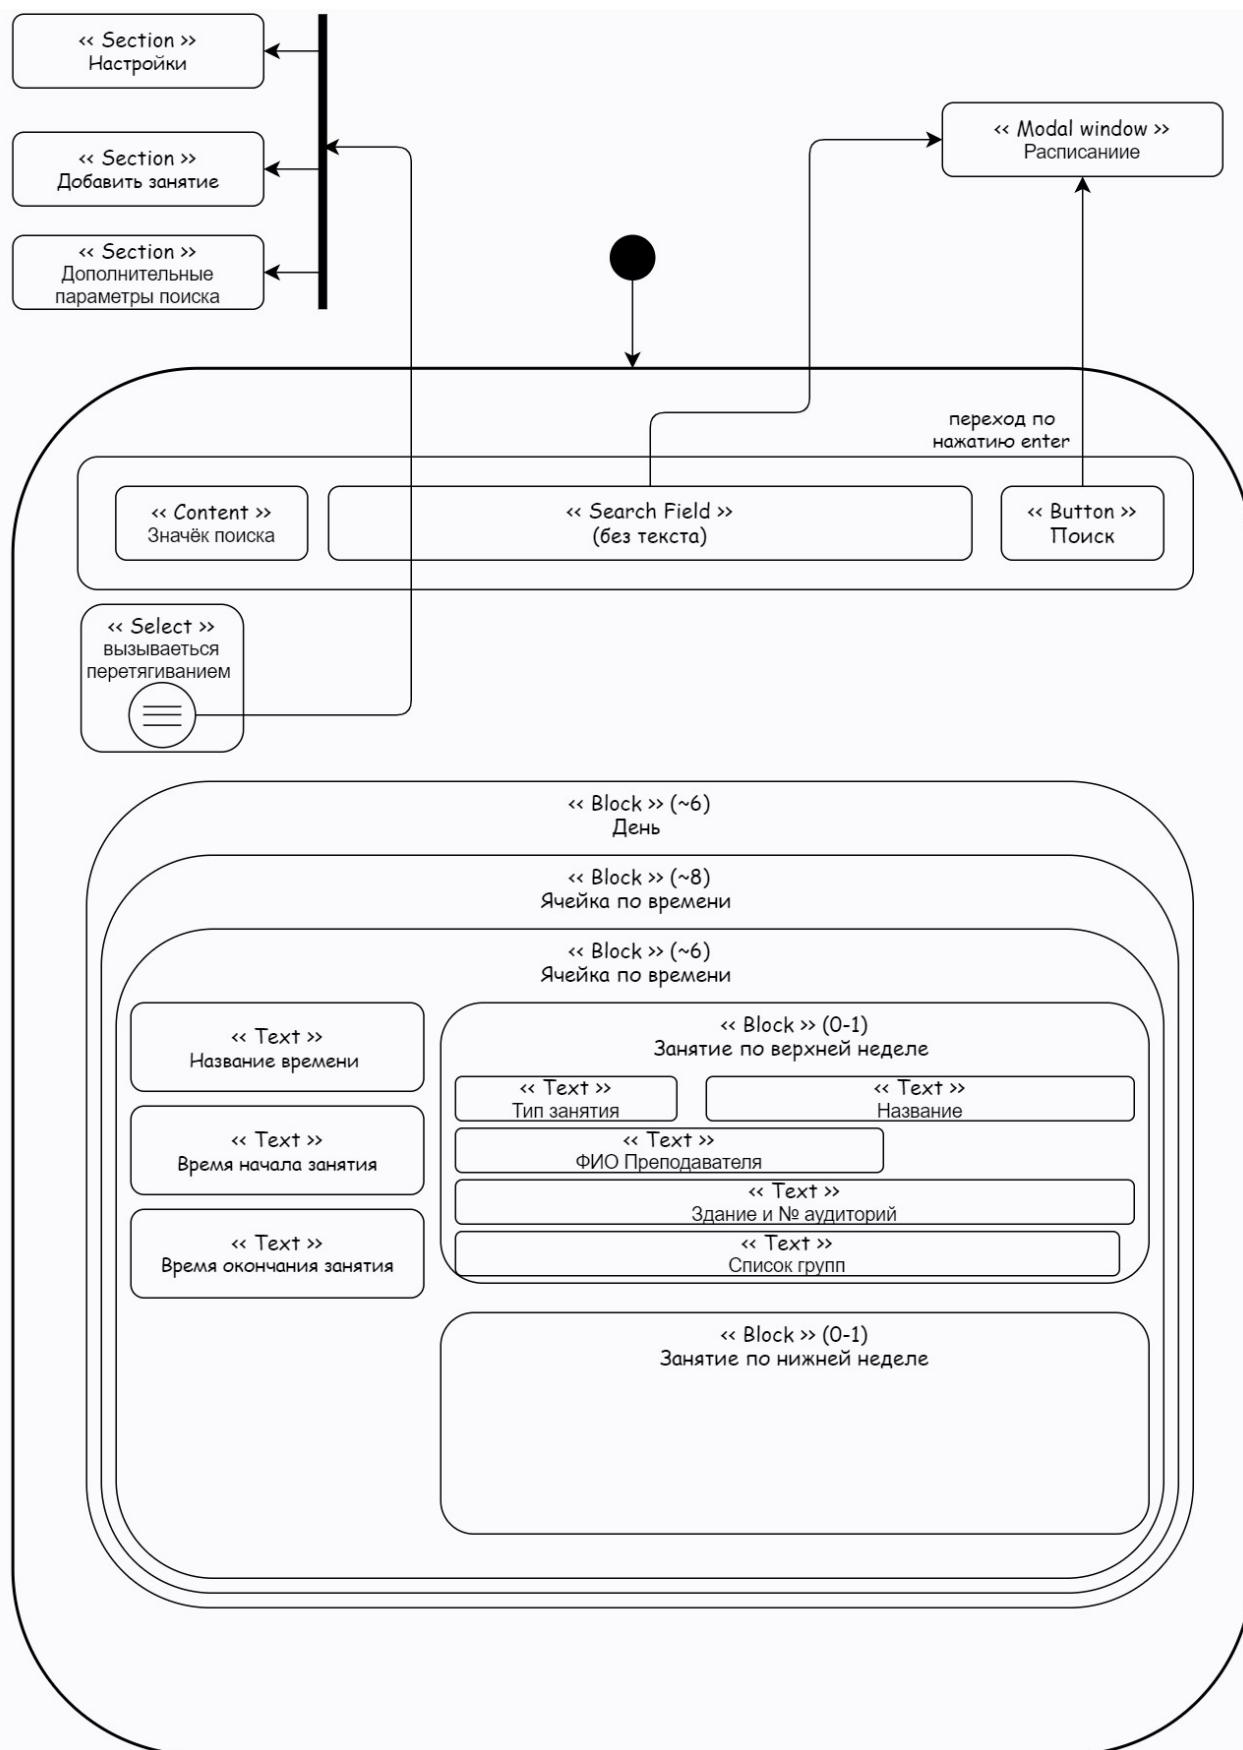 << Section >>
Настройки
<< Section >>
Добавить занятие
<< Section >>
Дополнительные
параметры поиска
<< Modal window >>
Расписаниие
переход по
нажатию enter
<< Content >>
Значёк поиска
<< Search Field >>
(без текста)
<< Button >>
Поиск
<< Select >>
вызываеться
перетягиванием
<< Block >> (~6)
День
<< Block >> (~8)
Ячейка по времени
<< Block >> (~6)
Ячейка по времени
<< Text >>
Название времени
<< Text >>
Время начала занятия
<< Text >>
Время окончания занятия
<< Block >> (0-1)
Занятие по верхней неделе
<< Text >>
Тип занятия
<< Text >>
Название
<< Text >>
ФИО Преподавателя
<< Text >>
Здание и № аудиторий
<< Text >>
Список групп
<< Block >> (0-1)
Занятие по нижней неделе